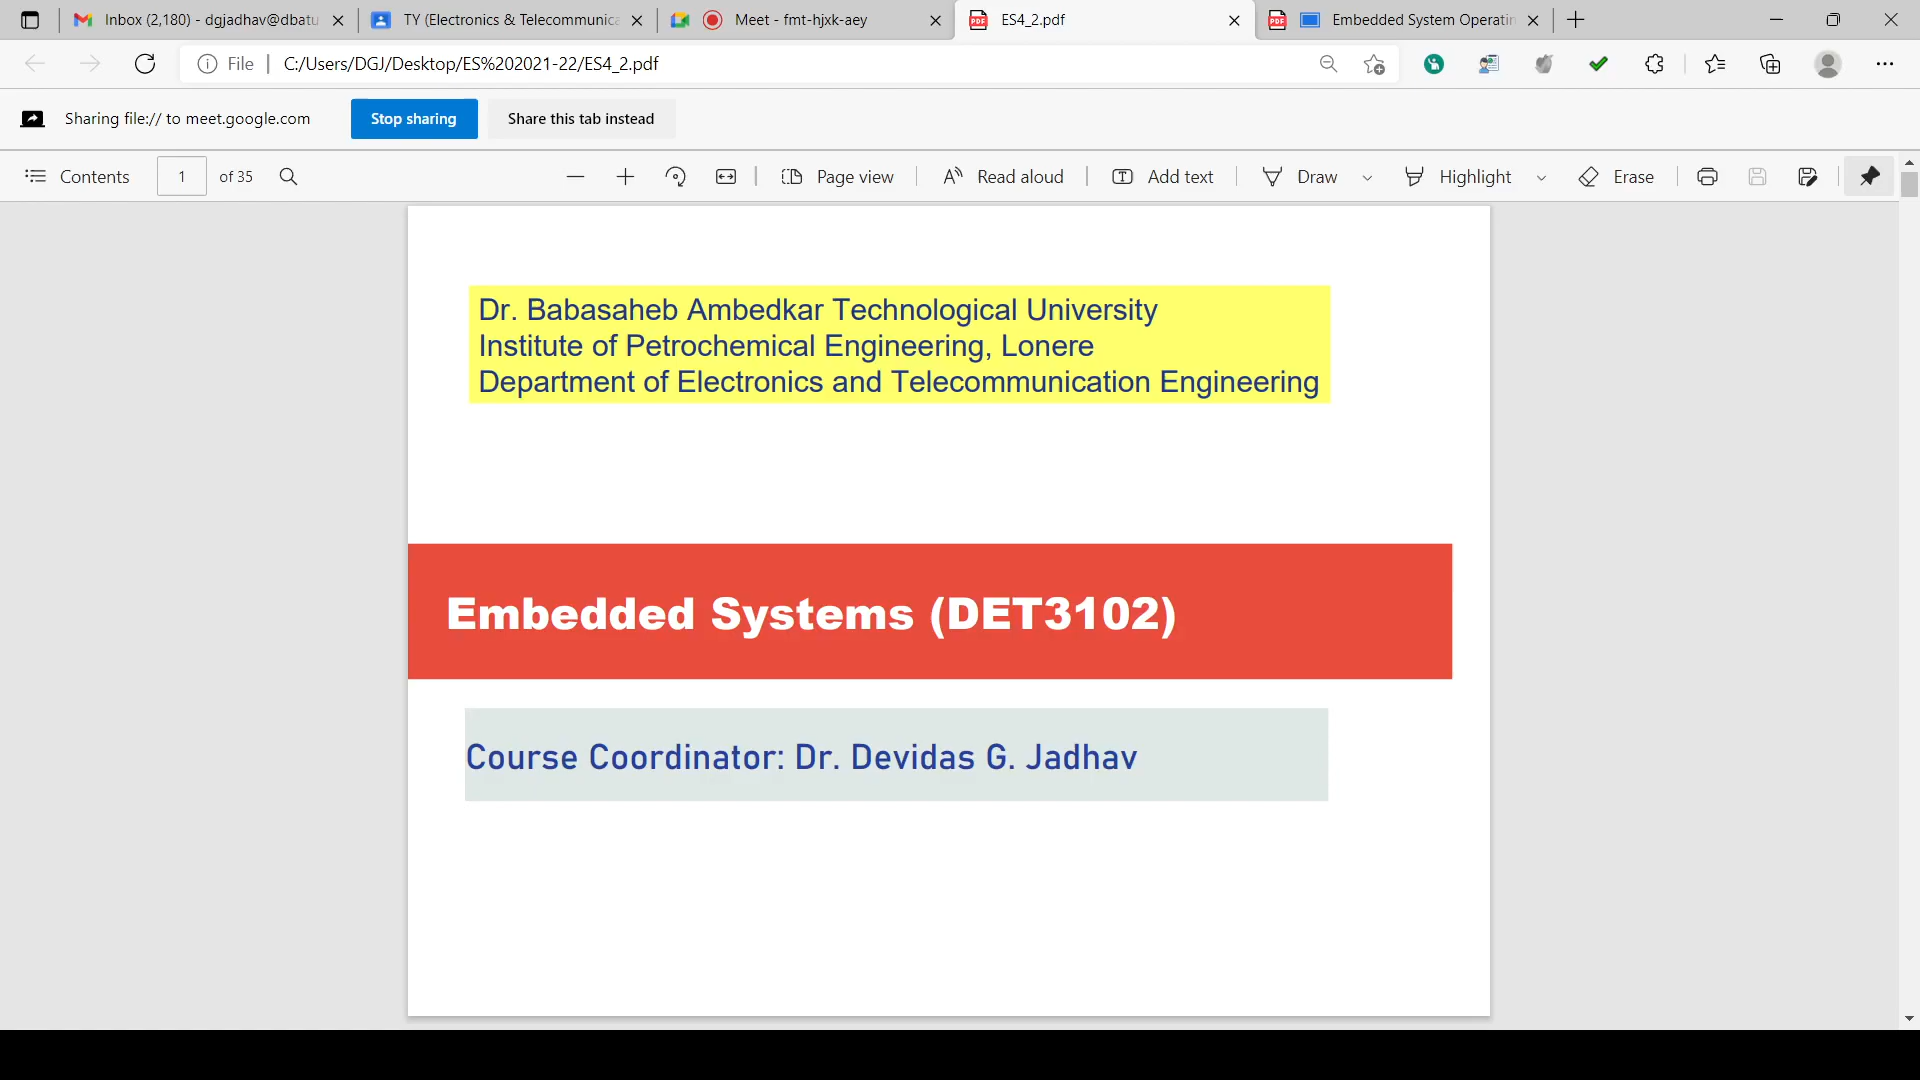 Inbox (2,180) - dgjadhav@dbatu
TY (Electronics & Telecommunica
Meet - fmt-hjxk-aey
ES4_2.pdf
Embedded System Operatin
File
C:/Users/DGJ/Desktop/ES%202021-22/ES4_2.pdf
Sharing file:// to meet.google.com
Stop sharing
Share this tab instead
Contents
1
of 35
Page view
Read aloud
Add text
Draw
Highlight
Erase
Dr. Babasaheb Ambedkar Technological University
Institute of Petrochemical Engineering, Lonere
Department of Electronics and Telecommunication Engineering
Embedded Systems (DET3102)
Course Coordinator: Dr. Devidas G. Jadhav